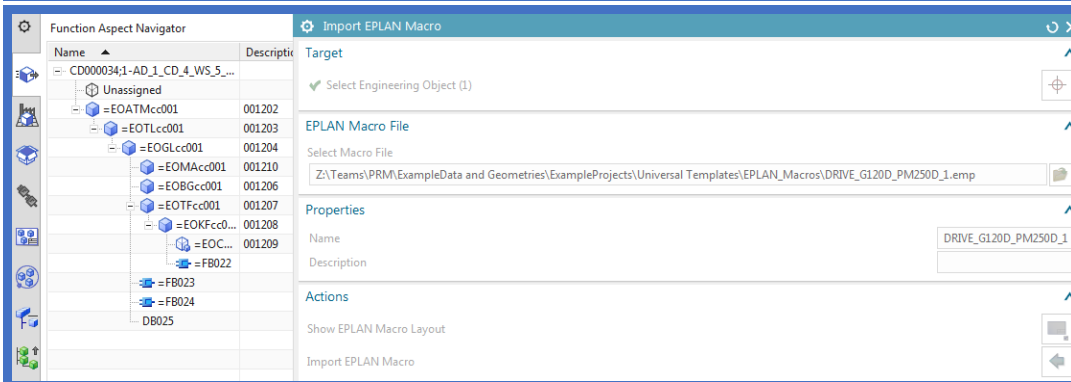 Function Aspect Navigator
Name Descriptic
CD000034;1-AD_1_CD_4_WS_5_...
Unassigned
=EOATMcc001 001202
=EOTLcc001 001203
=EOGLcc001 001204
=EOMAcc001 001210
=EOBGcc001 001206
=EOTFcc001 001207
=EOKFcc0... 001208
=EOC... 001209
=FB022
=FB023
=FB024
DB025
Import EPLAN Macro
Target
Select Engineering Object (1)
EPLAN Macro File
Select Macro File
Z:\Teams\PRM\ExampleData and Geometries\ExampleProjects\Universal Templates\EPLAN_Macros\DRIVE_G120D_PM250D_1.emp
Properties
Name DRIVE_G120D_PM250D_1
Description
Actions
Show EPLAN Macro Layout
Import EPLAN Macro